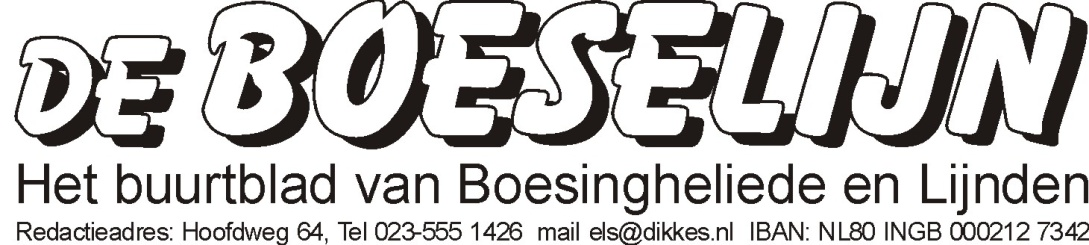 DE BOESELIJN
Het buurtblad van Boesingheliede en Lijnden
Redactieadres: Hoofdweg 64, Tel 023-555 1426 mail els@dikkes.nl IBAN: NL80 INGB 000212 7342